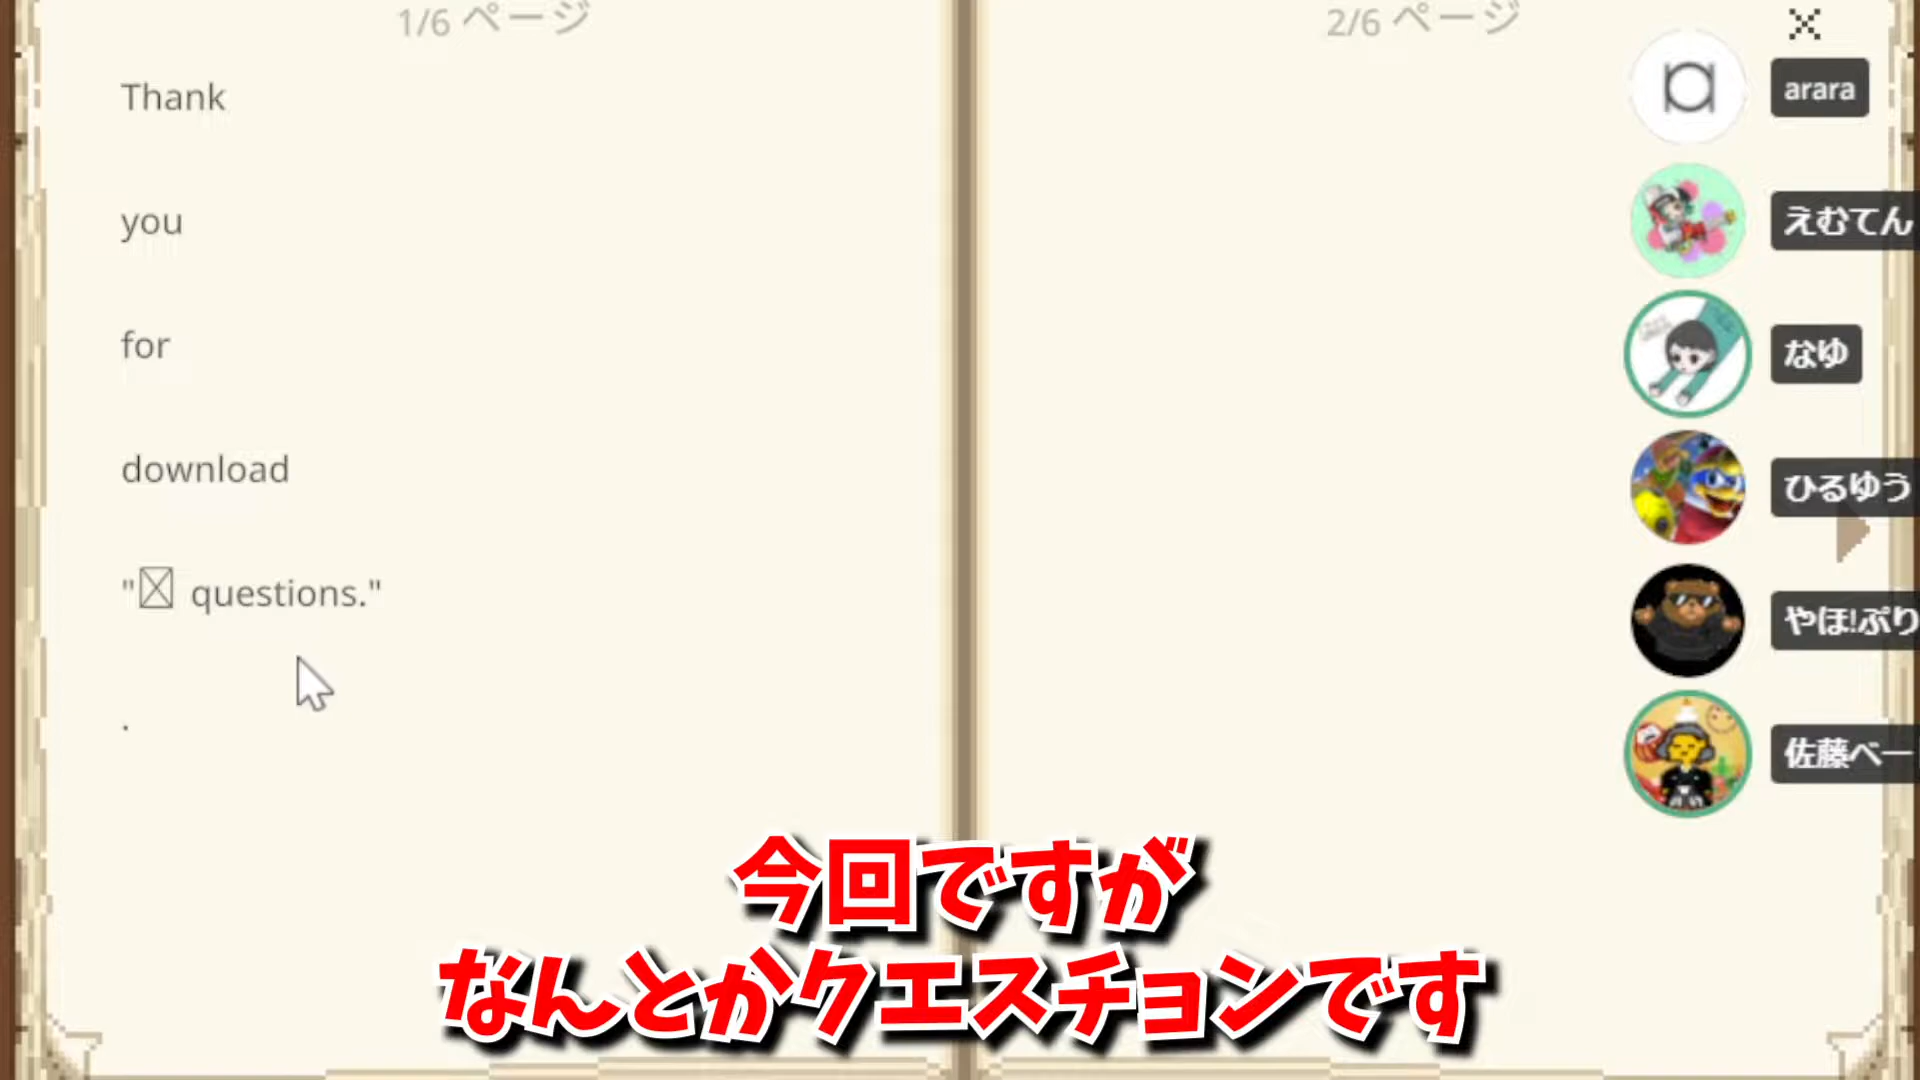 1/6 ページ
Thank
you
for
download
"☒ questions."
.
2/6 ページ
arara
えむてん
なゆ
ひるゆう
やほ!ぷり
佐藤べー
今回ですが
なんとかクエスチョンです